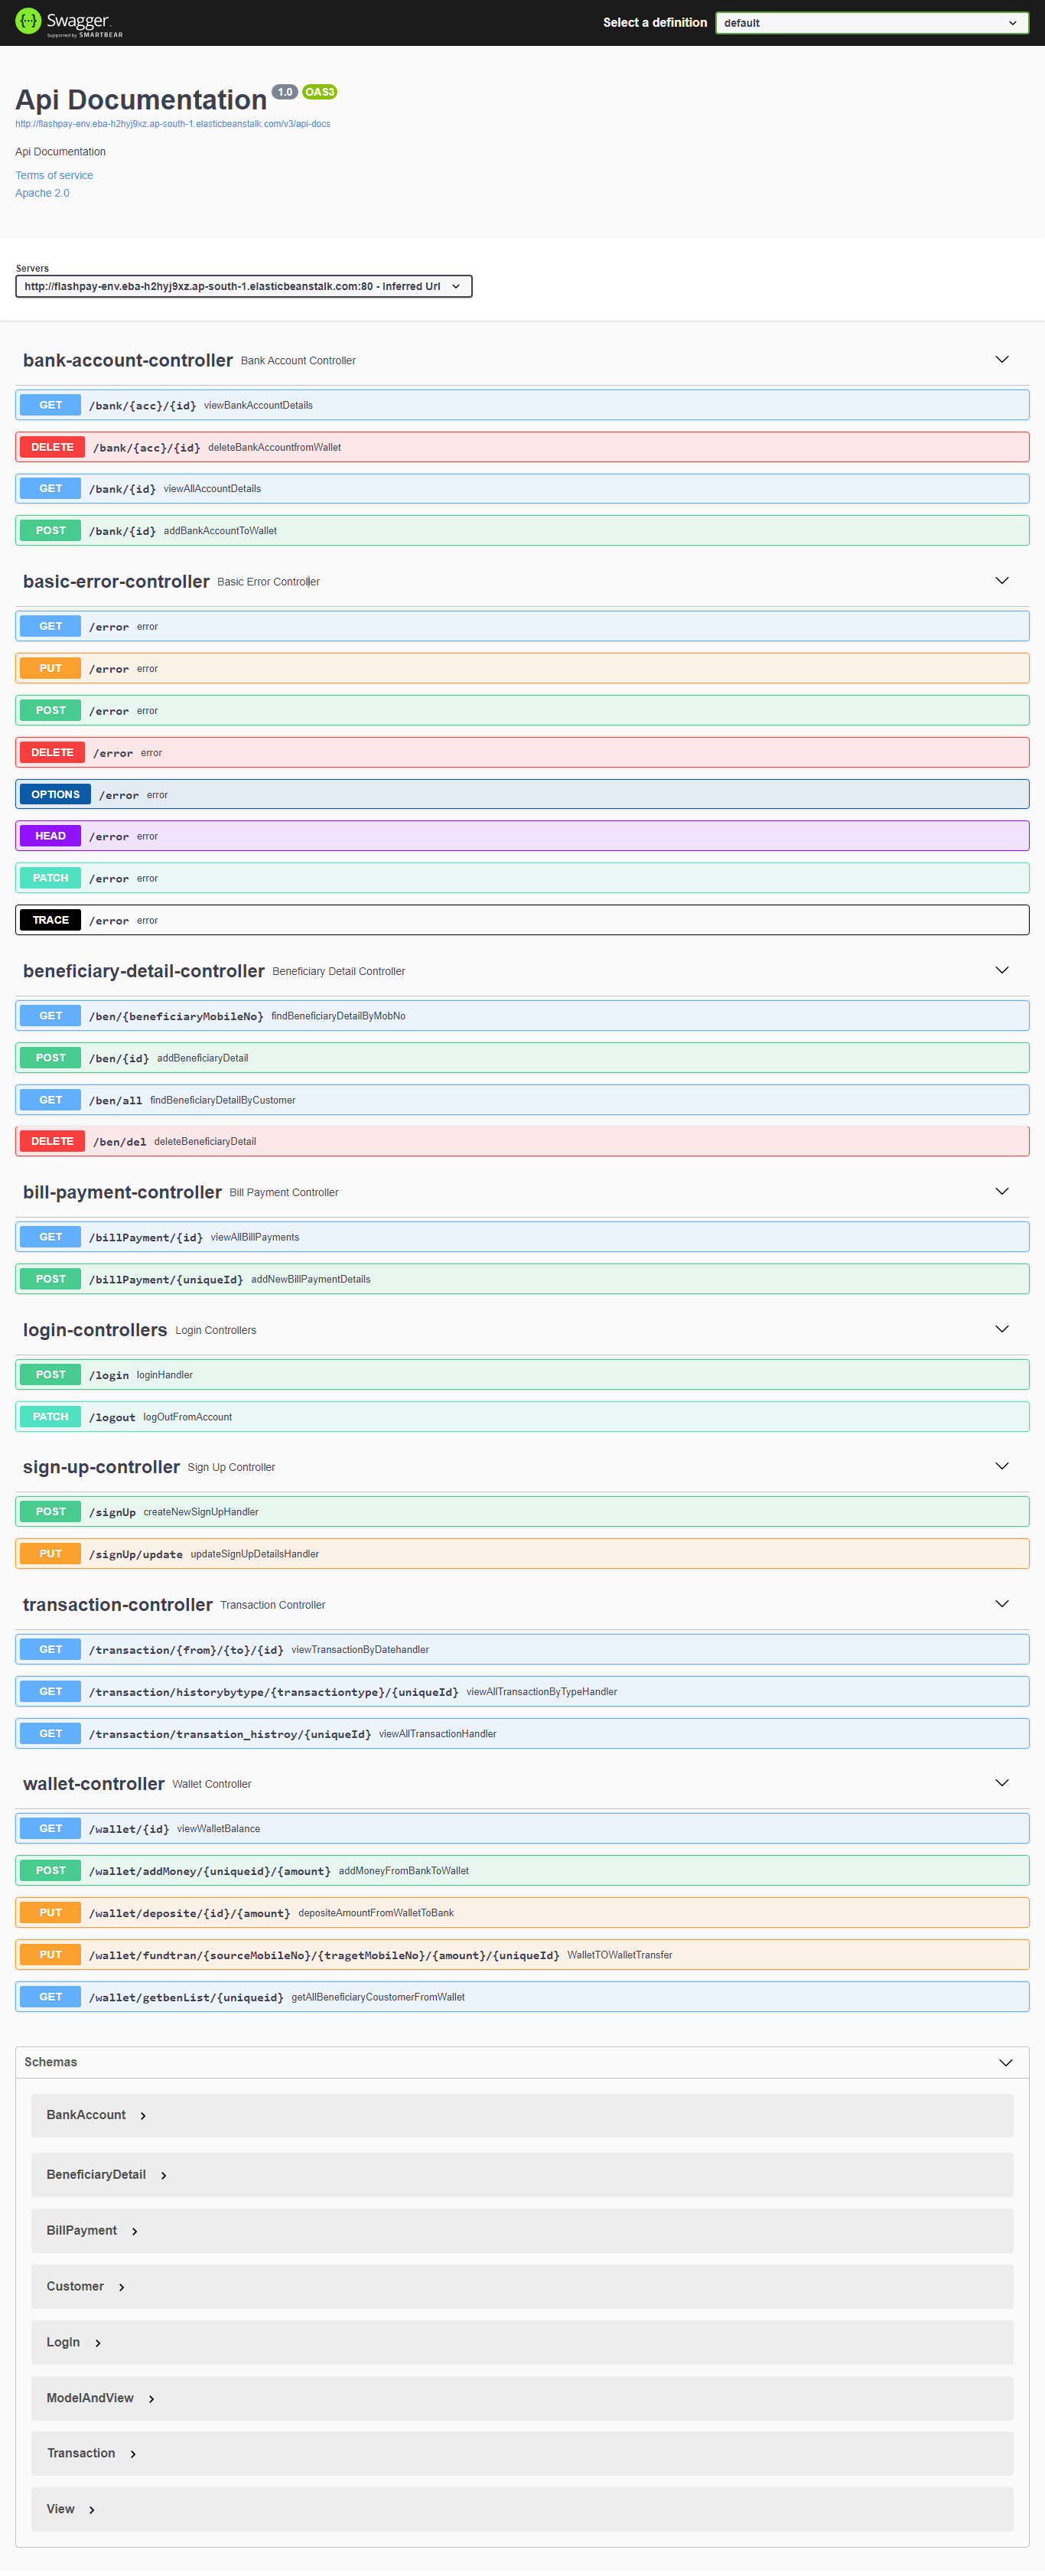 Swagger.
Supported by SMARTBEAR
Select a definition default
Api Documentation 1.0 OAS3
http://flashpay-env.eba-h2hyj9xz.ap-south-1.elasticbeanstalk.com/v3/api-docs
Api Documentation
Terms of service
Apache 2.0
Servers
http://flashpay-env.eba-h2hyj9xz.ap-south-1.elasticbeanstalk.com:80 - Inferred Url
bank-account-controller Bank Account Controller
GET /bank/{acc}/{id} viewBankAccountDetails
DELETE /bank/{acc}/{id} deleteBankAccountfromWallet
GET /bank/{id} viewAllAccountDetails
POST /bank/{id} addBankAccountToWallet
basic-error-controller Basic Error Controller
GET /error error
PUT /error error
POST /error error
DELETE /error error
OPTIONS /error error
HEAD /error error
PATCH /error error
TRACE /error error
beneficiary-detail-controller Beneficiary Detail Controller
GET /ben/{beneficiaryMobileNo} findBeneficiaryDetailByMobNo
POST /ben/{id} addBeneficiaryDetail
GET /ben/all findBeneficiaryDetailByCustomer
DELETE /ben/del deleteBeneficiaryDetail
bill-payment-controller Bill Payment Controller
GET /billPayment/{id} viewAllBillPayments
POST /billPayment/{uniqueId} addNewBillPaymentDetails
login-controllers Login Controllers
POST /login loginHandler
PATCH /logout logOutFromAccount
sign-up-controller Sign Up Controller
POST /signUp createNewSignUpHandler
PUT /signUp/update updateSignUpDetailsHandler
transaction-controller Transaction Controller
GET /transaction/{from}/{to}/{id} viewTransactionByDatehandler
GET /transaction/historybytype/{transactiontype}/{uniqueId} viewAllTransactionByTypeHandler
GET /transaction/transation_histroy/{uniqueId} viewAllTransactionHandler
wallet-controller Wallet Controller
GET /wallet/{id} viewWalletBalance
POST /wallet/addMoney/{uniqueid}/{amount} addMoneyFromBankToWallet
PUT /wallet/deposite/{id}/{amount} depositeAmountFromWalletToBank
PUT /wallet/fundtran/{sourceMobileNo}/{tragetMobileNo}/{amount}/{uniqueId} WalletTOWalletTransfer
GET /wallet/getbenList/{uniqueid} getAllBeneficiaryCoustomerFromWallet
Schemas
BankAccount
BeneficiaryDetail
BillPayment
Customer
LogIn
ModelAndView
Transaction
View